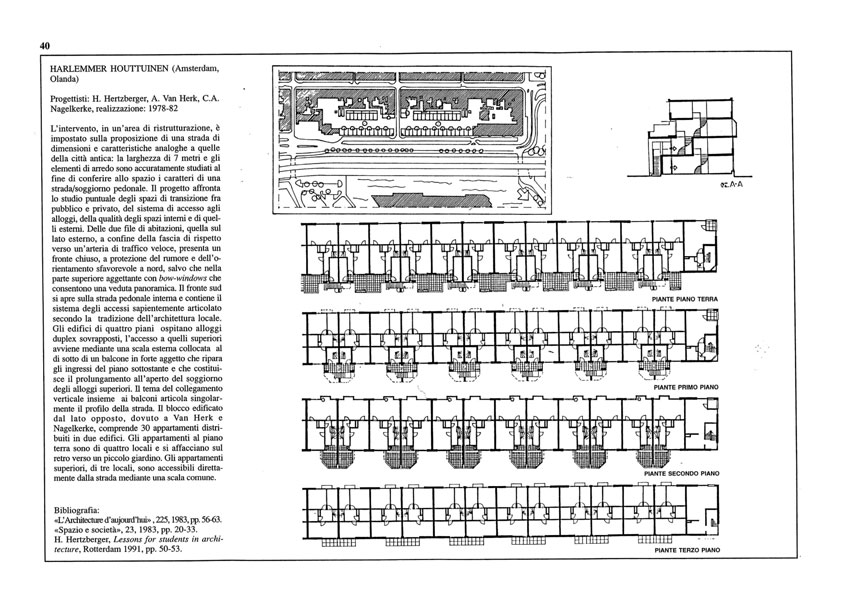 40
HARLEMMER HOUTTUINEN (Amsterdam,
Olanda)
Progettisti: H. Hertzberger, A. Van Herk, C.A.
Nagelkerke, realizzazione: 1978-82
L'intervento, in un'area di ristrutturazione, è
impostato sulla proposizione di una strada di
dimensioni e caratteristiche analoghe a quelle
della città antica: la larghezza di 7 metri e gli
elementi di arredo sono accuratamente studiati al
fine di conferire allo spazio i caratteri di una
strada/soggiorno pedonale. Il progetto affronta
lo studio puntuale degli spazi di transizione fra
pubblico e privato, del sistema di accesso agli
alloggi, della qualità degli spazi interni e di quel-
li esterni. Delle due file di abitazioni, quella sul
lato esterno, a confine della fascia di rispetto
verso un'arteria di traffico veloce, presenta un
fronte chiuso, a protezione del rumore e dell'o-
rientamento sfavorevole a nord, salvo che nella
parte superiore aggettante con bow-windows che
consentono una veduta panoramica. Il fronte sud
si apre sulla strada pedonale interna e contiene il
sistema degli accessi sapientemente articolato
secondo la tradizione dell'architettura locale.
Gli edifici di quattro piani ospitano alloggi
duplex sovrapposti, l'accesso a quelli superiori
avviene mediante una scala esterna collocata al
di sotto di un balcone in forte aggetto che ripara
gli ingressi del piano sottostante e che costitui-
sce il prolungamento all'aperto del soggiorno
degli alloggi superiori. Il tema del collegamento
verticale insieme ai balconi articola singolar-
mente il profilo della strada. Il blocco edificato
dal lato opposto, dovuto a Van Herk e
Nagelkerke, comprende 30 appartamenti distri-
buiti in due edifici. Gli appartamenti al piano
terra sono di quattro locali e si affacciano sul
retro verso un piccolo giardino. Gli appartamenti
superiori, di tre locali, sono accessibili diretta-
mente dalla strada mediante una scala comune.
Bibliografia:
«L'Architecture d'aujourd'hui», 225, 1983, pp. 56-63.
«Spazio e società», 23, 1983, pp. 20-33.
H. Hertzberger, Lessons for students in archi-
tecture, Rotterdam 1991, pp. 50-53.
sz. A-A
PIANTE PIANO TERRA
PIANTE PRIMO PIANO
PIANTE SECONDO PIANO
PIANTE TERZO PIANO